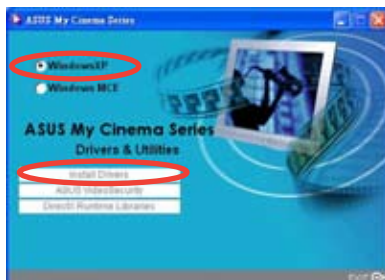 ASUS My Cinema Series
WindowsXP
Windows MCE
ASUS My Cinema Series
Drivers & Utilities
Install Drivers
ASUS VideoSecurity
DirectX Runtime Libraries
EXIT